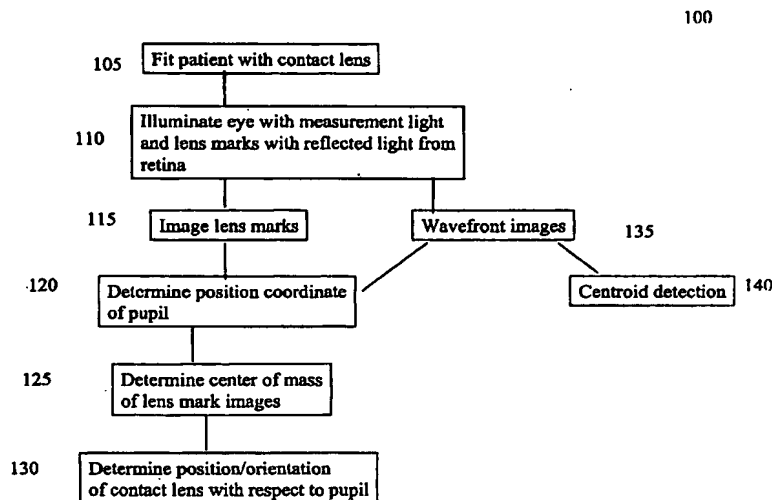 100
105
Fit patient with contact lens
110
Illuminate eye with measurement light
and lens marks with reflected light from
retina
115
Image lens marks
Wavefront images
135
120
Determine position coordinate
of pupil
Centroid detection
140
125
Determine center of mass
of lens mark images
130
Determine position/orientation
of contact lens with respect to pupil